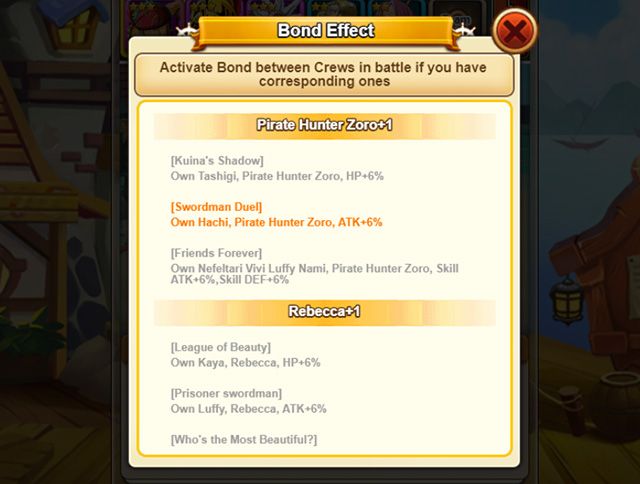 Bond Effect
Activate Bond between Crews in battle if you have
corresponding ones
Pirate Hunter Zoro+1
[Kuina's Shadow]
Own Tashigi, Pirate Hunter Zoro, HP+6%
[Swordman Duel]
Own Hachi, Pirate Hunter Zoro, ATK+6%
[Friends Forever]
Own Nefeltari Vivi Luffy Nami, Pirate Hunter Zoro, Skill
ATK+6%,Skill DEF+6%
Rebecca+1
[League of Beauty]
Own Kaya, Rebecca, HP+6%
[Prisoner swordman]
Own Luffy, Rebecca, ATK+6%
[Who's the Most Beautiful?]